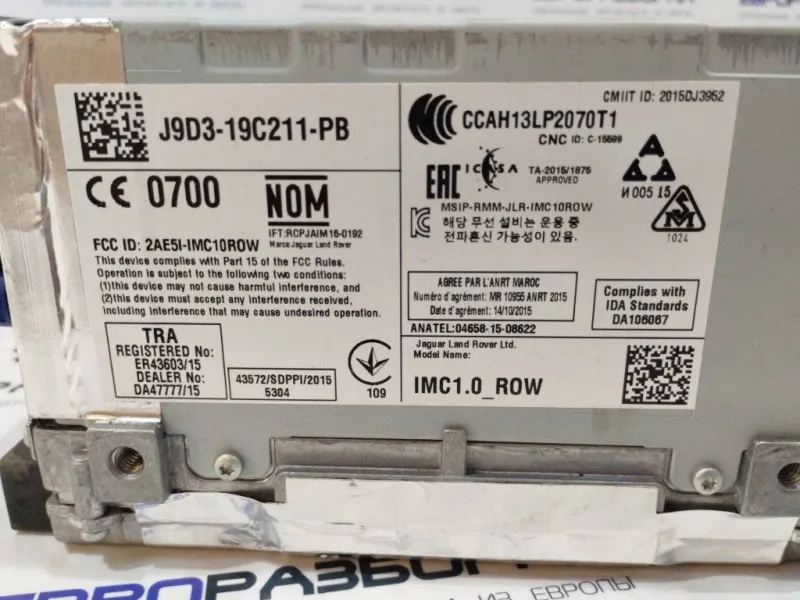 J9D3-19C211-PB
CE 0700
NOM
IFT:RCPJAIM16-0192
Marca:Jaguar Land Rover
FCC ID: 2AE5I-IMC10ROW
This device complies with Part 15 of the FCC Rules.
Operation is subject to the following two conditions:
(1)this device may not cause harmful interference, and
(2)this device must accept any interference received,
including interference that may cause undesired operation.
TRA
REGISTERED No:
ER43603/15
DEALER No:
DA47777/15
43572/SDPPI/2015
5304
109
CMIIT ID: 2015DJ3952
CCAH13LP2070T1
CNC ID: C-15599
EAC
ICASA
TA-2015/1875
APPROVED
И 005 15
MSIP-RMM-JLR-IMC10ROW
해당 무선 설비는 운용 중
전파혼신 가능성이 있음.
1024
AGREE PAR L'ANRT MAROC
Numéro d'agrément: MR 10955 ANRT 2015
Date d'agrément: 14/10/2015
Complies with
IDA Standards
DA106067
ANATEL:04658-15-08622
Jaguar Land Rover Ltd.
Model Name:
IMC1.0_ROW
ЕВРОРАЗБОР
ИЗ ЕВРОПЫ